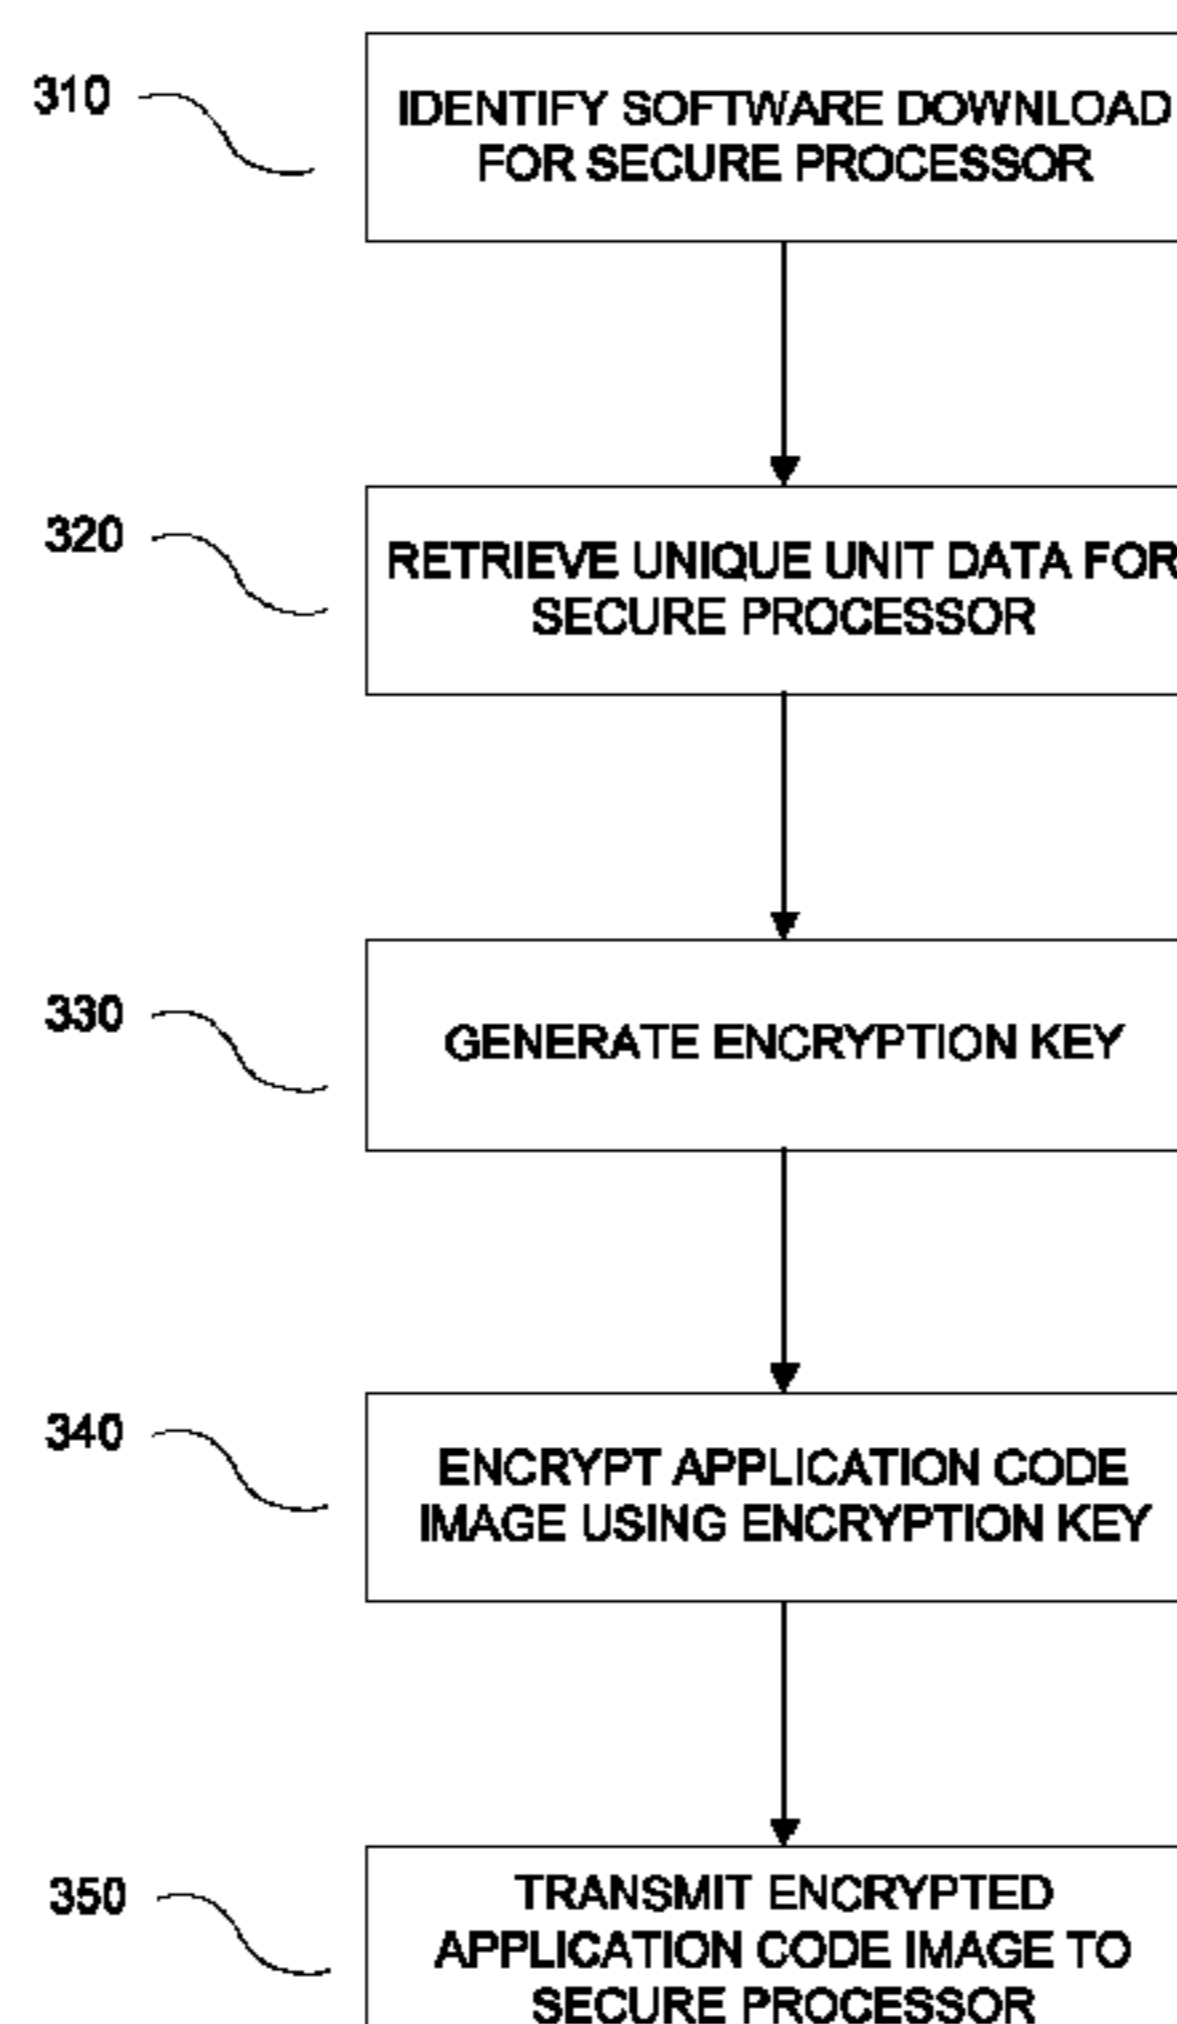 310
IDENTIFY SOFTWARE DOWNLOAD
FOR SECURE PROCESSOR
320
RETRIEVE UNIQUE UNIT DATA FOR
SECURE PROCESSOR
330
GENERATE ENCRYPTION KEY
340
ENCRYPT APPLICATION CODE
IMAGE USING ENCRYPTION KEY
350
TRANSMIT ENCRYPTED
APPLICATION CODE IMAGE TO
SECURE PROCESSOR